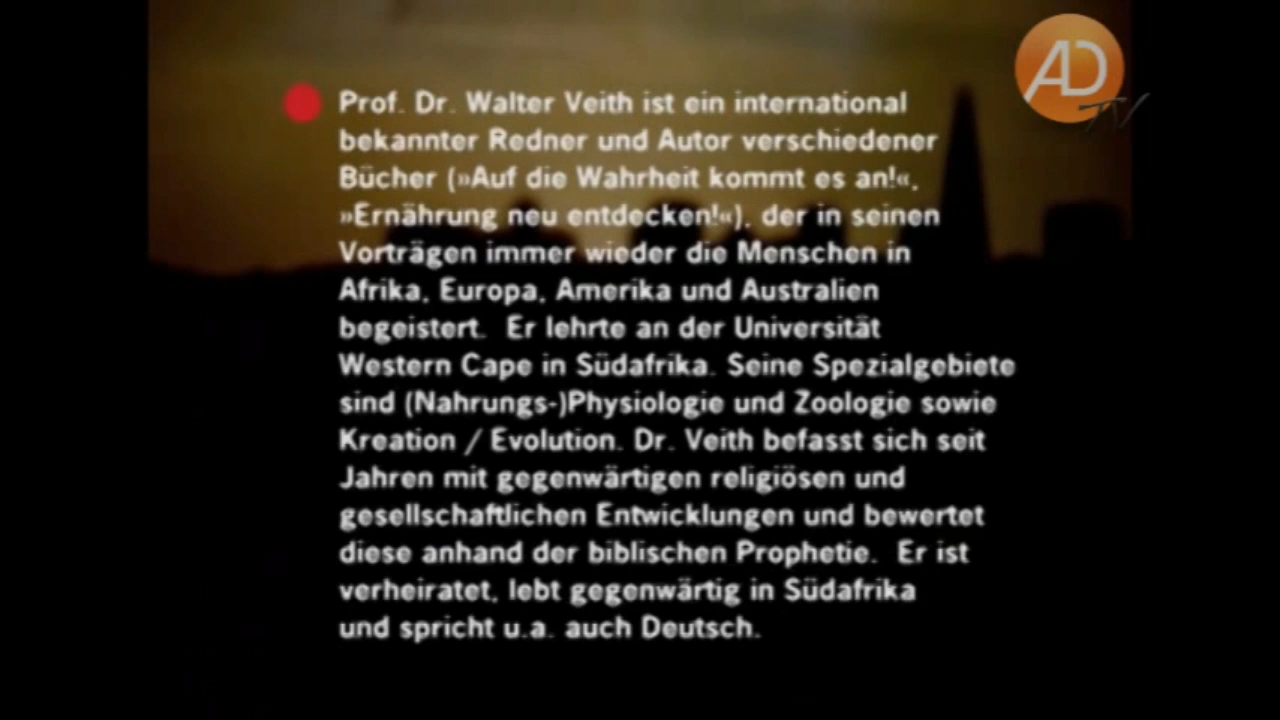 Prof. Dr. Walter Veith ist ein international
bekannter Redner und Autor verschiedener
Bücher (»Auf die Wahrheit kommt es an!«,
»Ernährung neu entdecken!«), der in seinen
Vorträgen immer wieder die Menschen in
Afrika, Europa, Amerika und Australien
begeistert. Er lehrte an der Universität
Western Cape in Südafrika. Seine Spezialgebiete
sind (Nahrungs-)Physiologie und Zoologie sowie
Kreation / Evolution. Dr. Veith befasst sich seit
Jahren mit gegenwärtigen religiösen und
gesellschaftlichen Entwicklungen und bewertet
diese anhand der biblischen Prophetie. Er ist
verheiratet, lebt gegenwärtig in Südafrika
und spricht u.a. auch Deutsch.
AD
TV